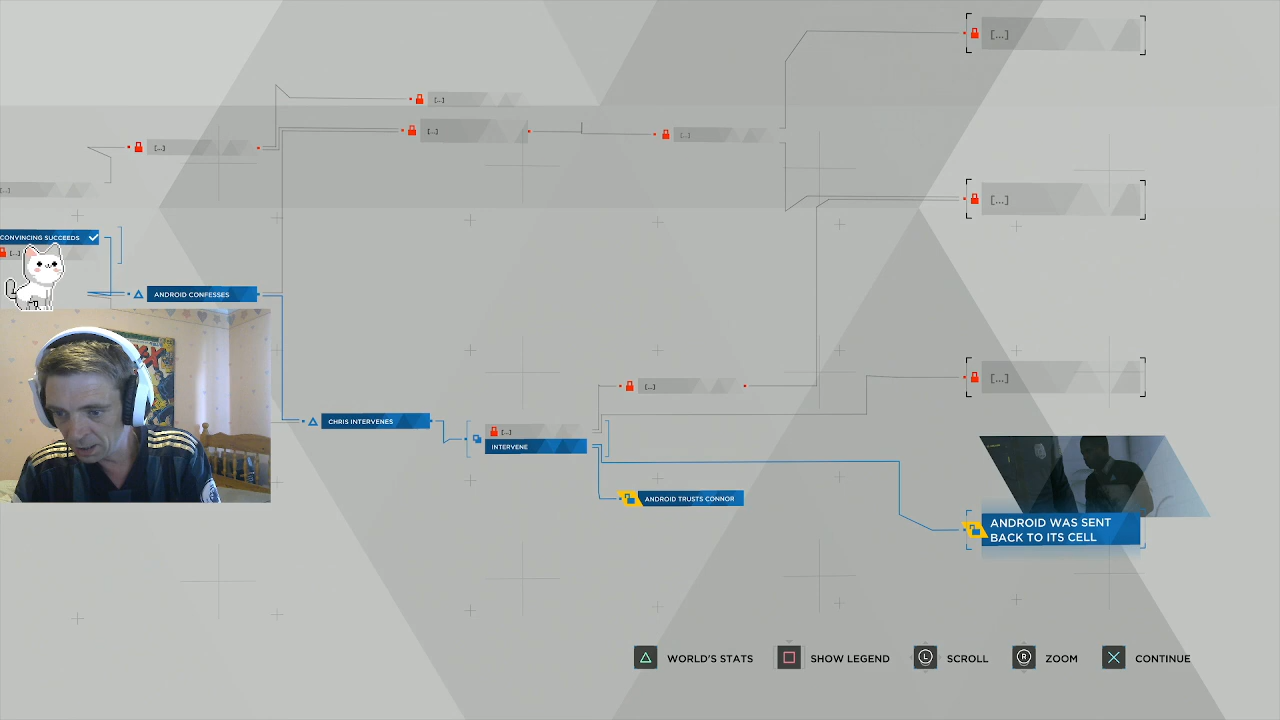 [...]
[...]
[...]
[...]
[...]
[...]
[...]
CONVINCING SUCCEEDS
[...]
ANDROID CONFESSES
[...]
[...]
CHRIS INTERVENES
[...]
INTERVENE
ANDROID TRUSTS CONNOR
ANDROID WAS SENT
BACK TO ITS CELL
WORLD'S STATS
SHOW LEGEND
L
SCROLL
R
ZOOM
CONTINUE